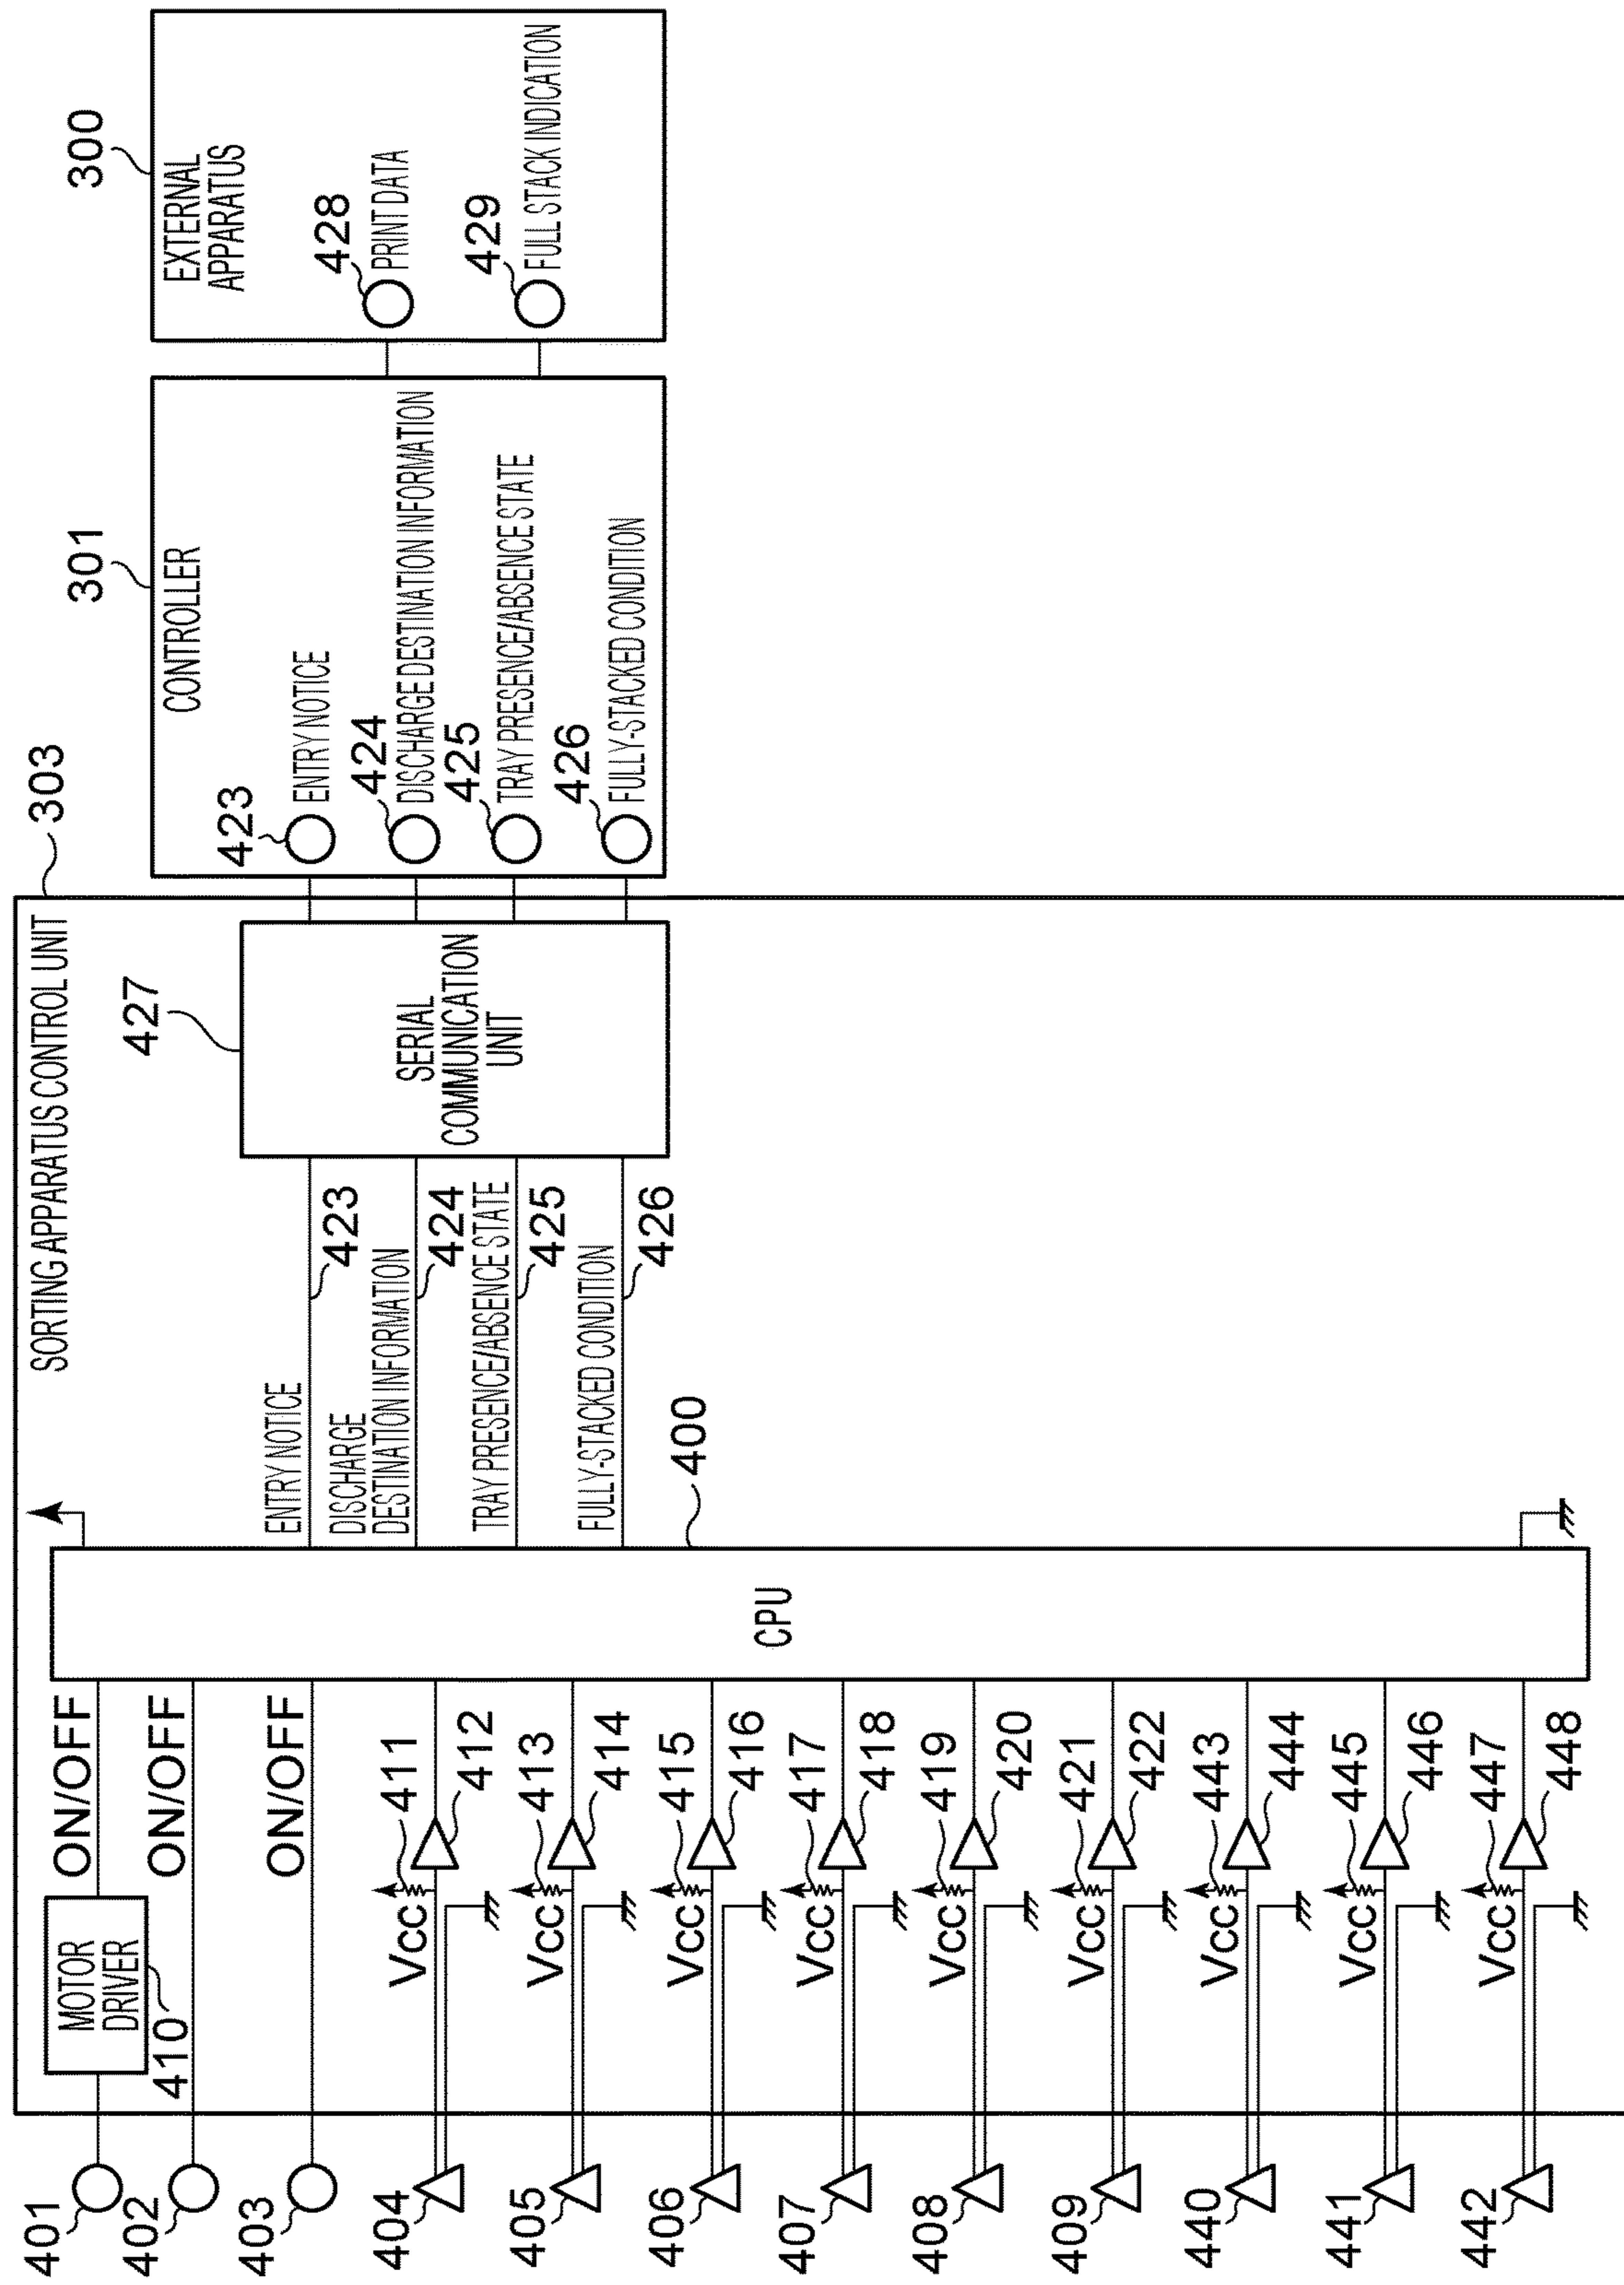 SORTING APPARATUS CONTROL UNIT
303
401
MOTOR
DRIVER
410
ON/OFF
402
ON/OFF
403
ON/OFF
404
Vcc
411
412
405
Vcc
413
414
406
Vcc
415
416
407
Vcc
417
418
408
Vcc
419
420
409
Vcc
421
422
440
Vcc
443
444
441
Vcc
445
446
442
Vcc
447
448
CPU
400
ENTRY NOTICE
423
DISCHARGE
DESTINATION INFORMATION
424
TRAY PRESENCE/ABSENCE STATE
425
FULLY-STACKED CONDITION
426
427
SERIAL
COMMUNICATION
UNIT
301
CONTROLLER
423
ENTRY NOTICE
424
DISCHARGE DESTINATION INFORMATION
425
TRAY PRESENCE/ABSENCE STATE
426
FULLY-STACKED CONDITION
300
EXTERNAL
APPARATUS
428
PRINT DATA
429
FULL STACK INDICATION